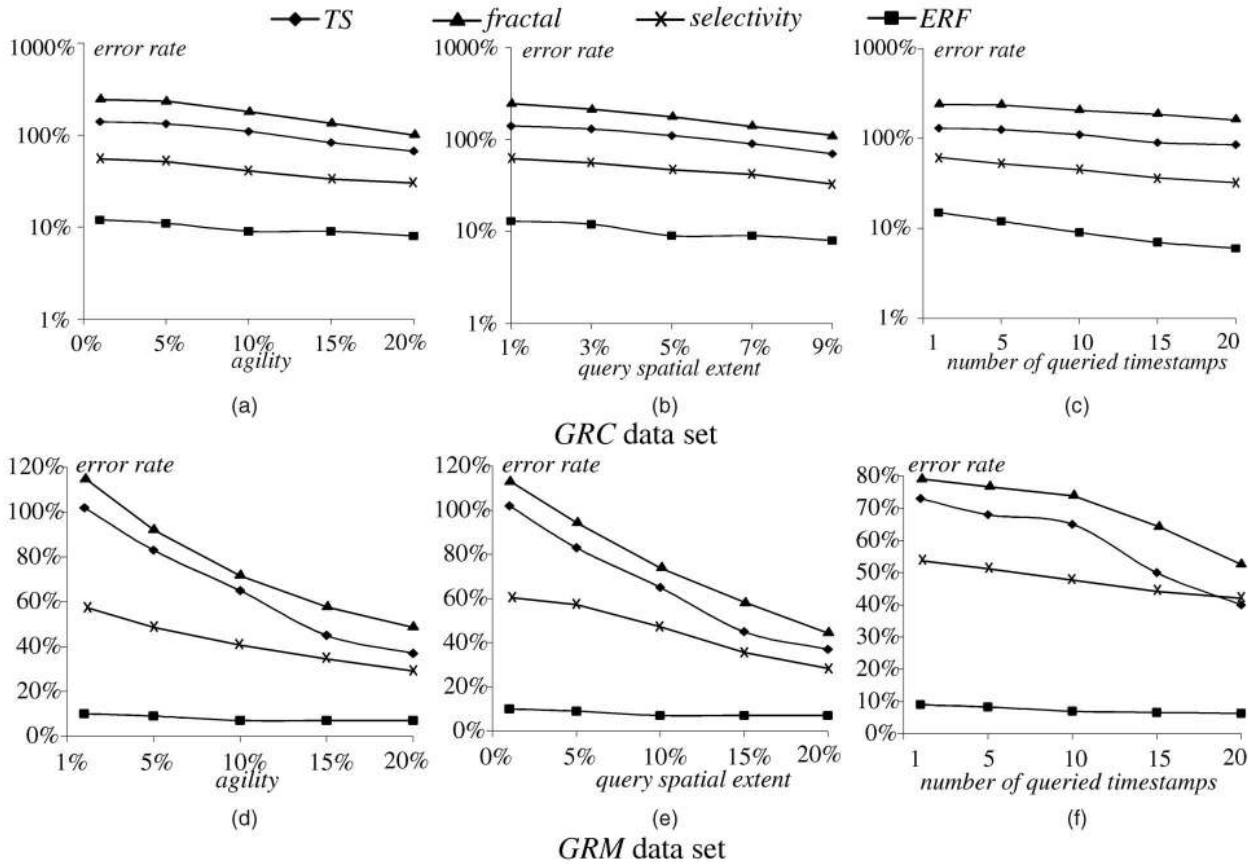 TS fractal selectivity ERF
1000% error rate
100%
10%
1%
0% 5% 10% 15% 20%
agility
(a)
1000% error rate
100%
10%
1%
1% 3% 5% 7% 9%
query spatial extent
(b)
1000% error rate
100%
10%
1%
1 5 10 15 20
number of queried timestamps
(c)
GRC data set
120% error rate
100%
80%
60%
40%
20%
0%
1% 5% 10% 15% 20%
agility
(d)
120% error rate
100%
80%
60%
40%
20%
0%
0% 5% 10% 15% 20%
query spatial extent
(e)
80% error rate
70%
60%
50%
40%
30%
20%
10%
0%
1 5 10 15 20
number of queried timestamps
(f)
GRM data set